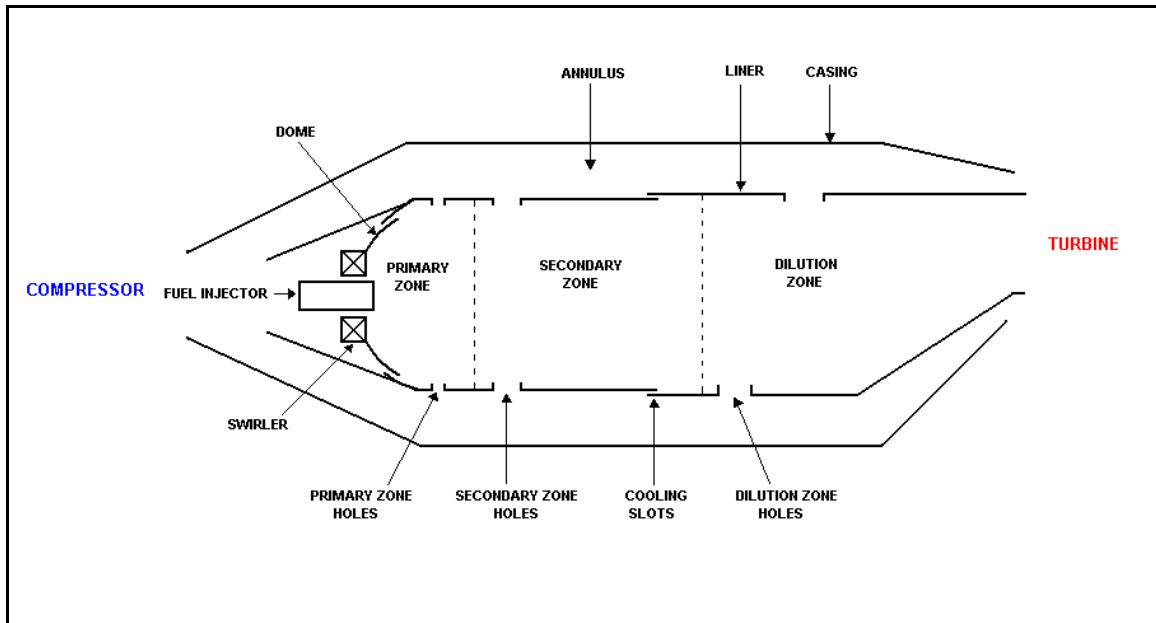 ANNULUS
LINER
CASING
DOME
PRIMARY
ZONE
SECONDARY
ZONE
DILUTION
ZONE
TURBINE
COMPRESSOR
FUEL INJECTOR
SWIRLER
PRIMARY ZONE
HOLES
SECONDARY ZONE
HOLES
COOLING
SLOTS
DILUTION ZONE
HOLES